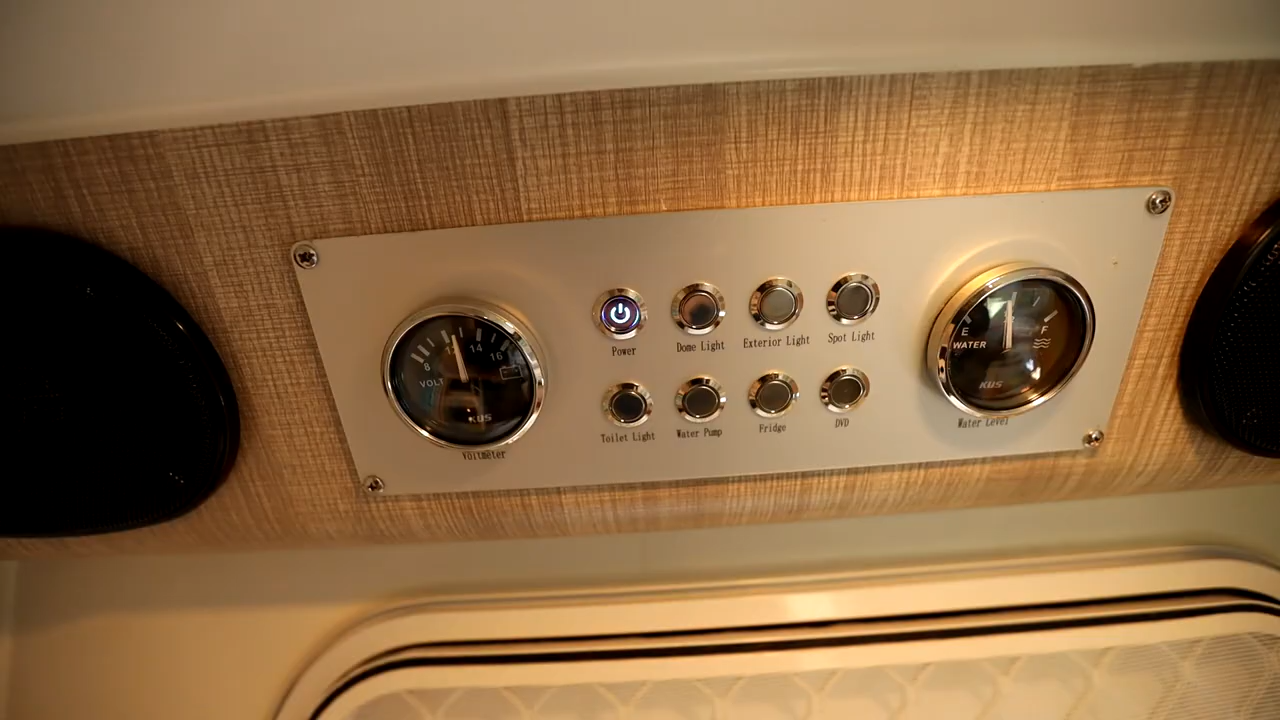 8
12
14
16
VOLT
KUS
Voltmeter
Power
Dome Light
Exterior Light
Spot Light
Toilet Light
Water Pump
Fridge
DVD
E
F
WATER
KUS
Water Level